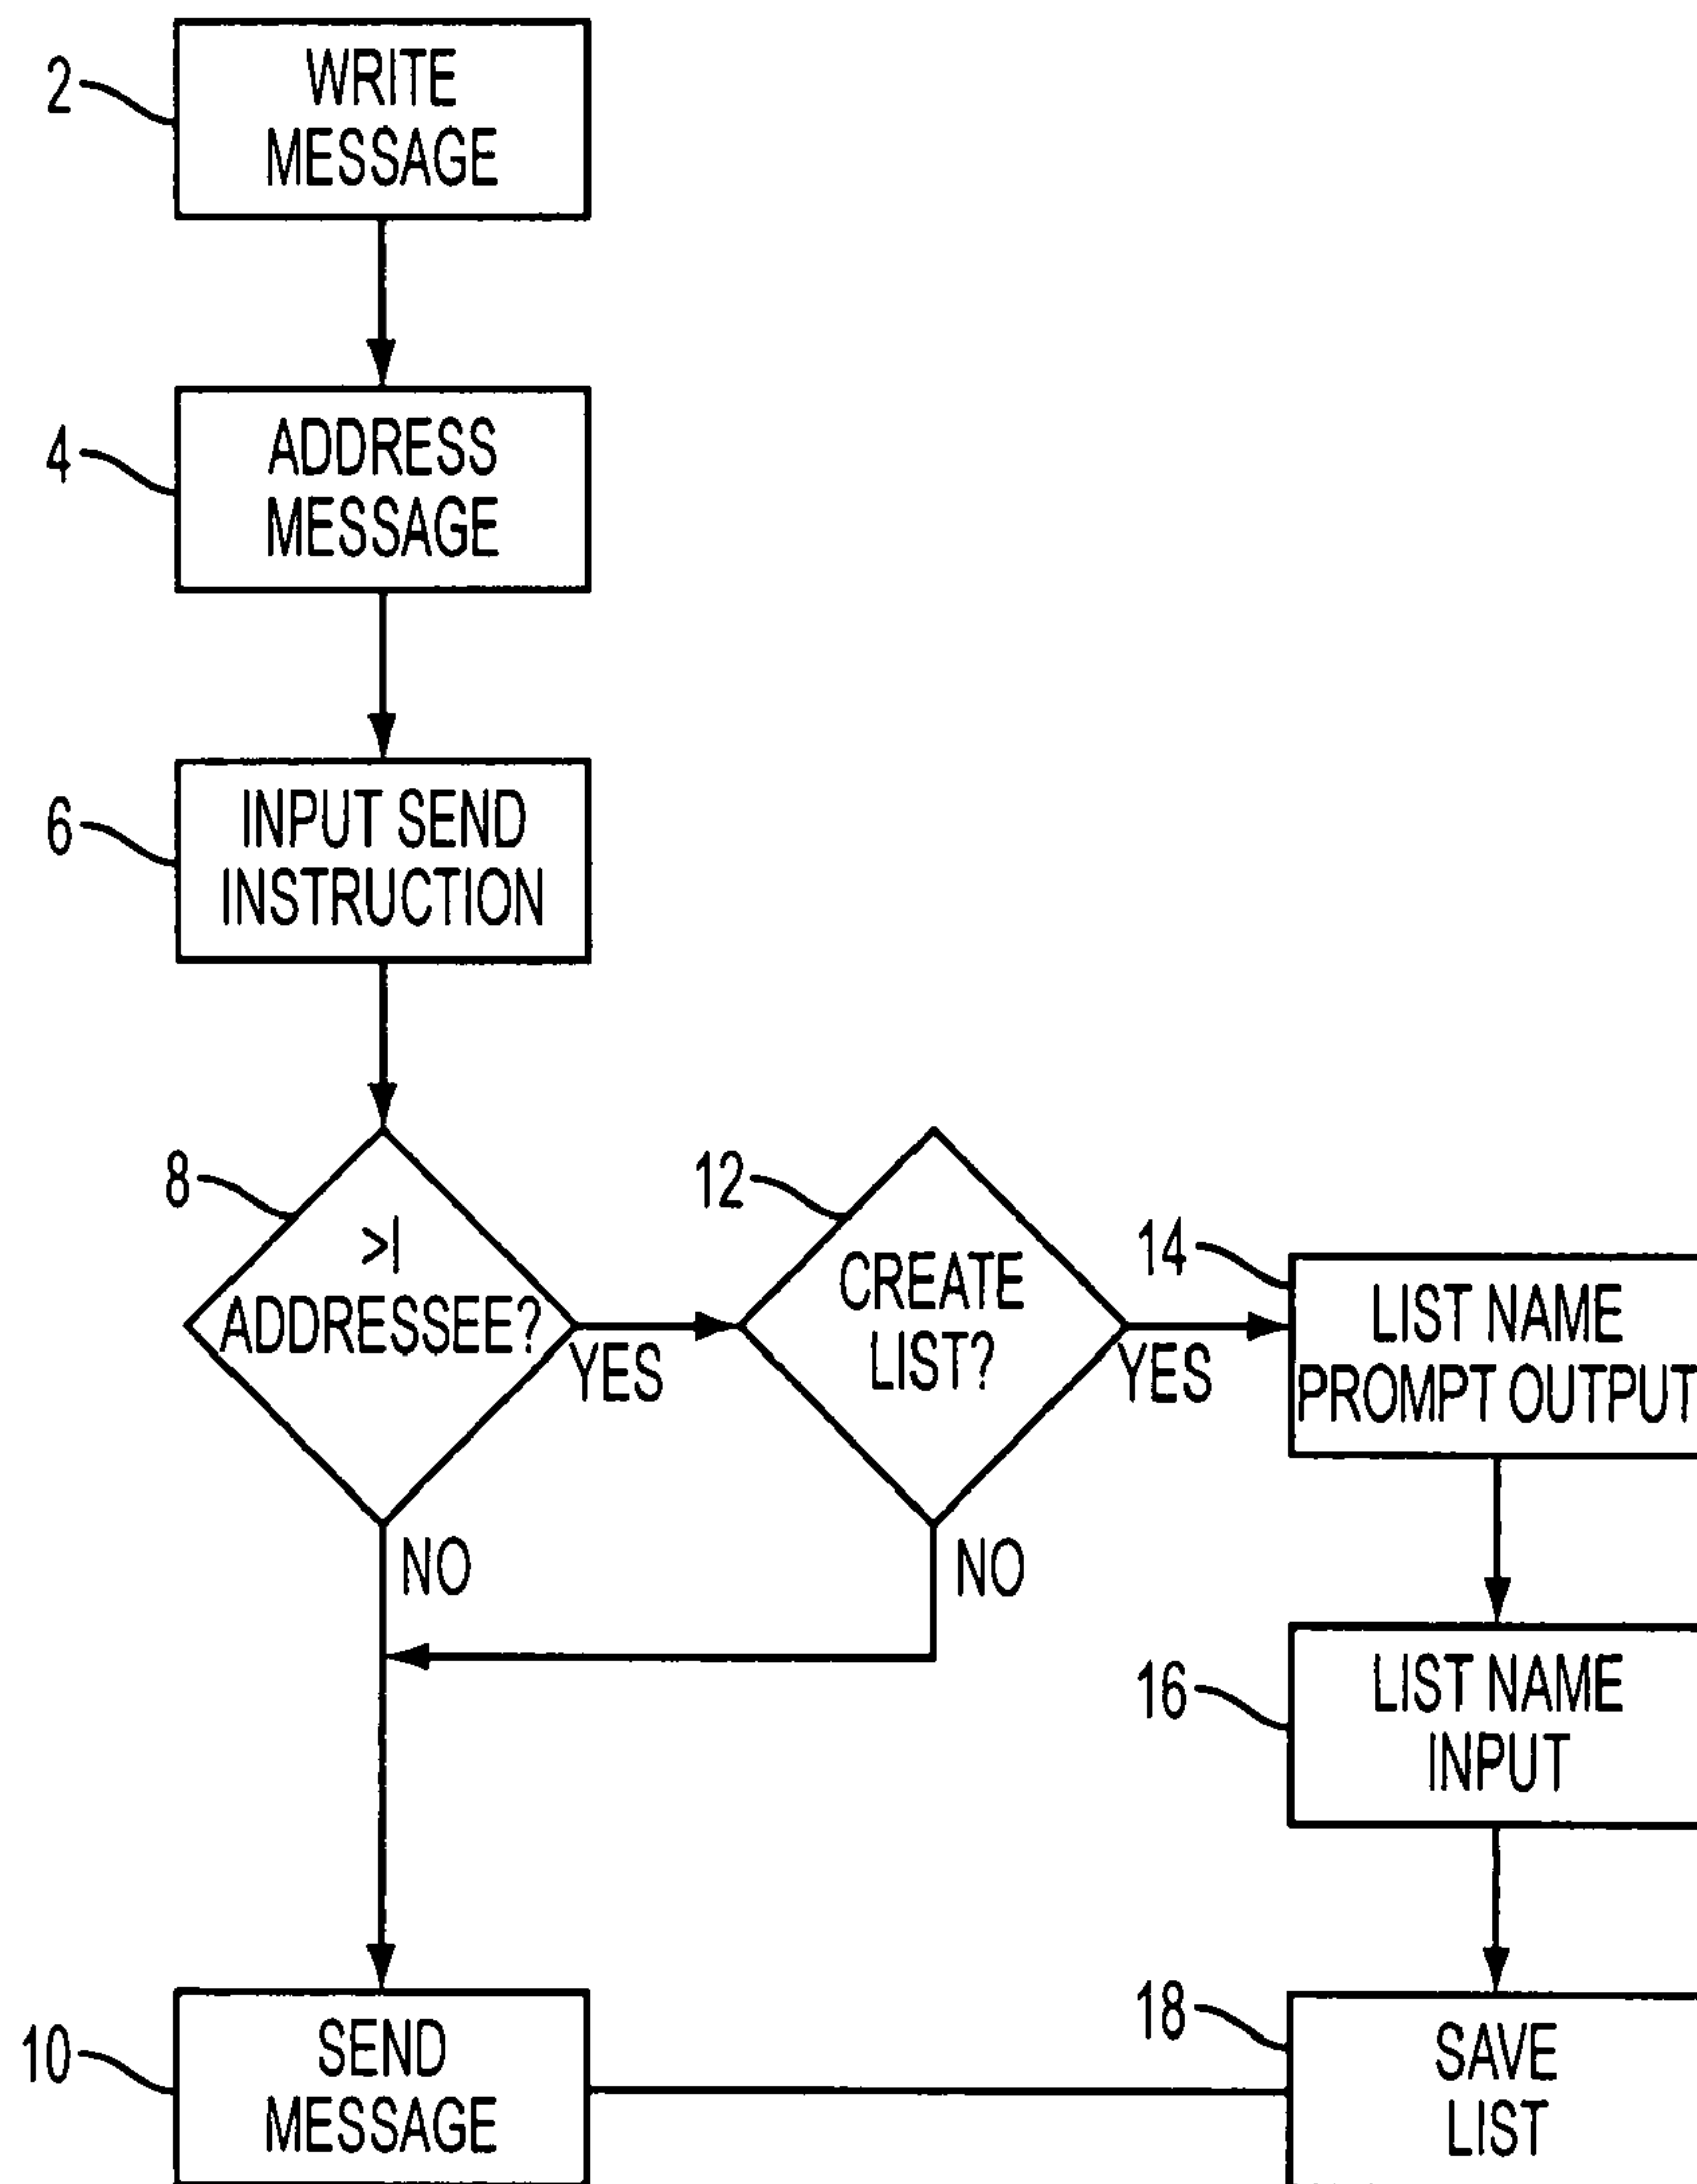 2
WRITE
MESSAGE
4
ADDRESS
MESSAGE
6
INPUT SEND
INSTRUCTION
8
>I
ADDRESSEE?
YES
NO
12
CREATE
LIST?
YES
NO
14
LIST NAME
PROMPT OUTPUT
16
LIST NAME
INPUT
10
SEND
MESSAGE
18
SAVE
LIST